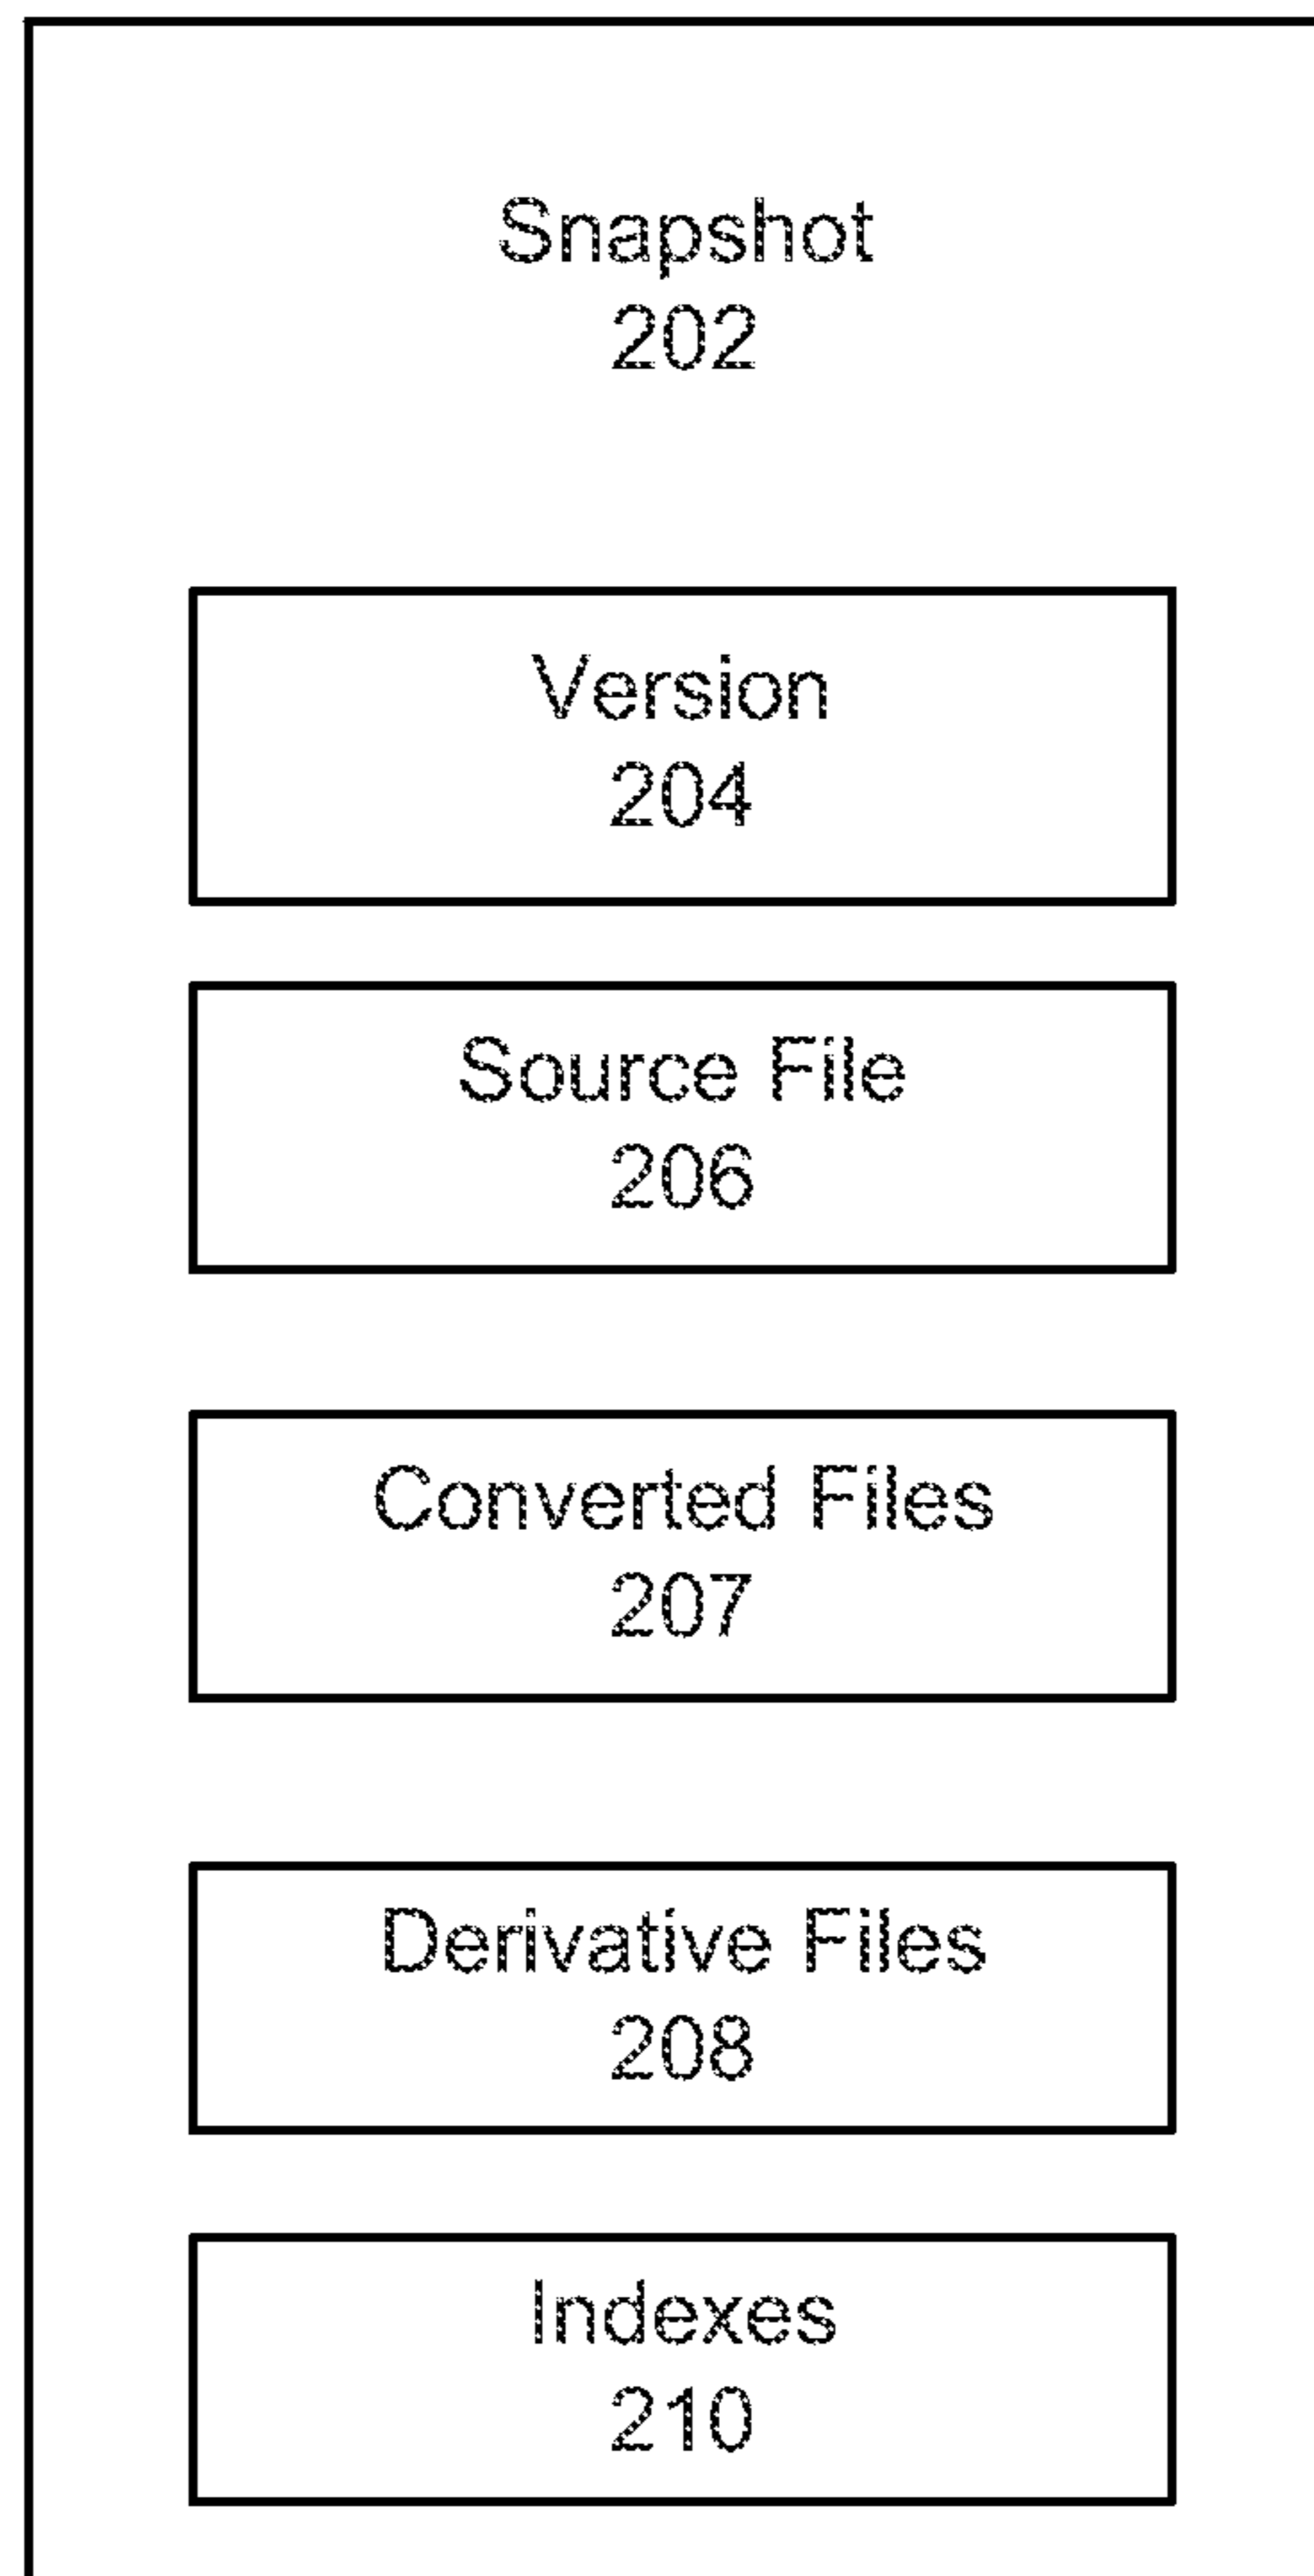 Snapshot
202
Version
204
Source File
206
Converted Files
207
Derivative Files
208
Indexes
210